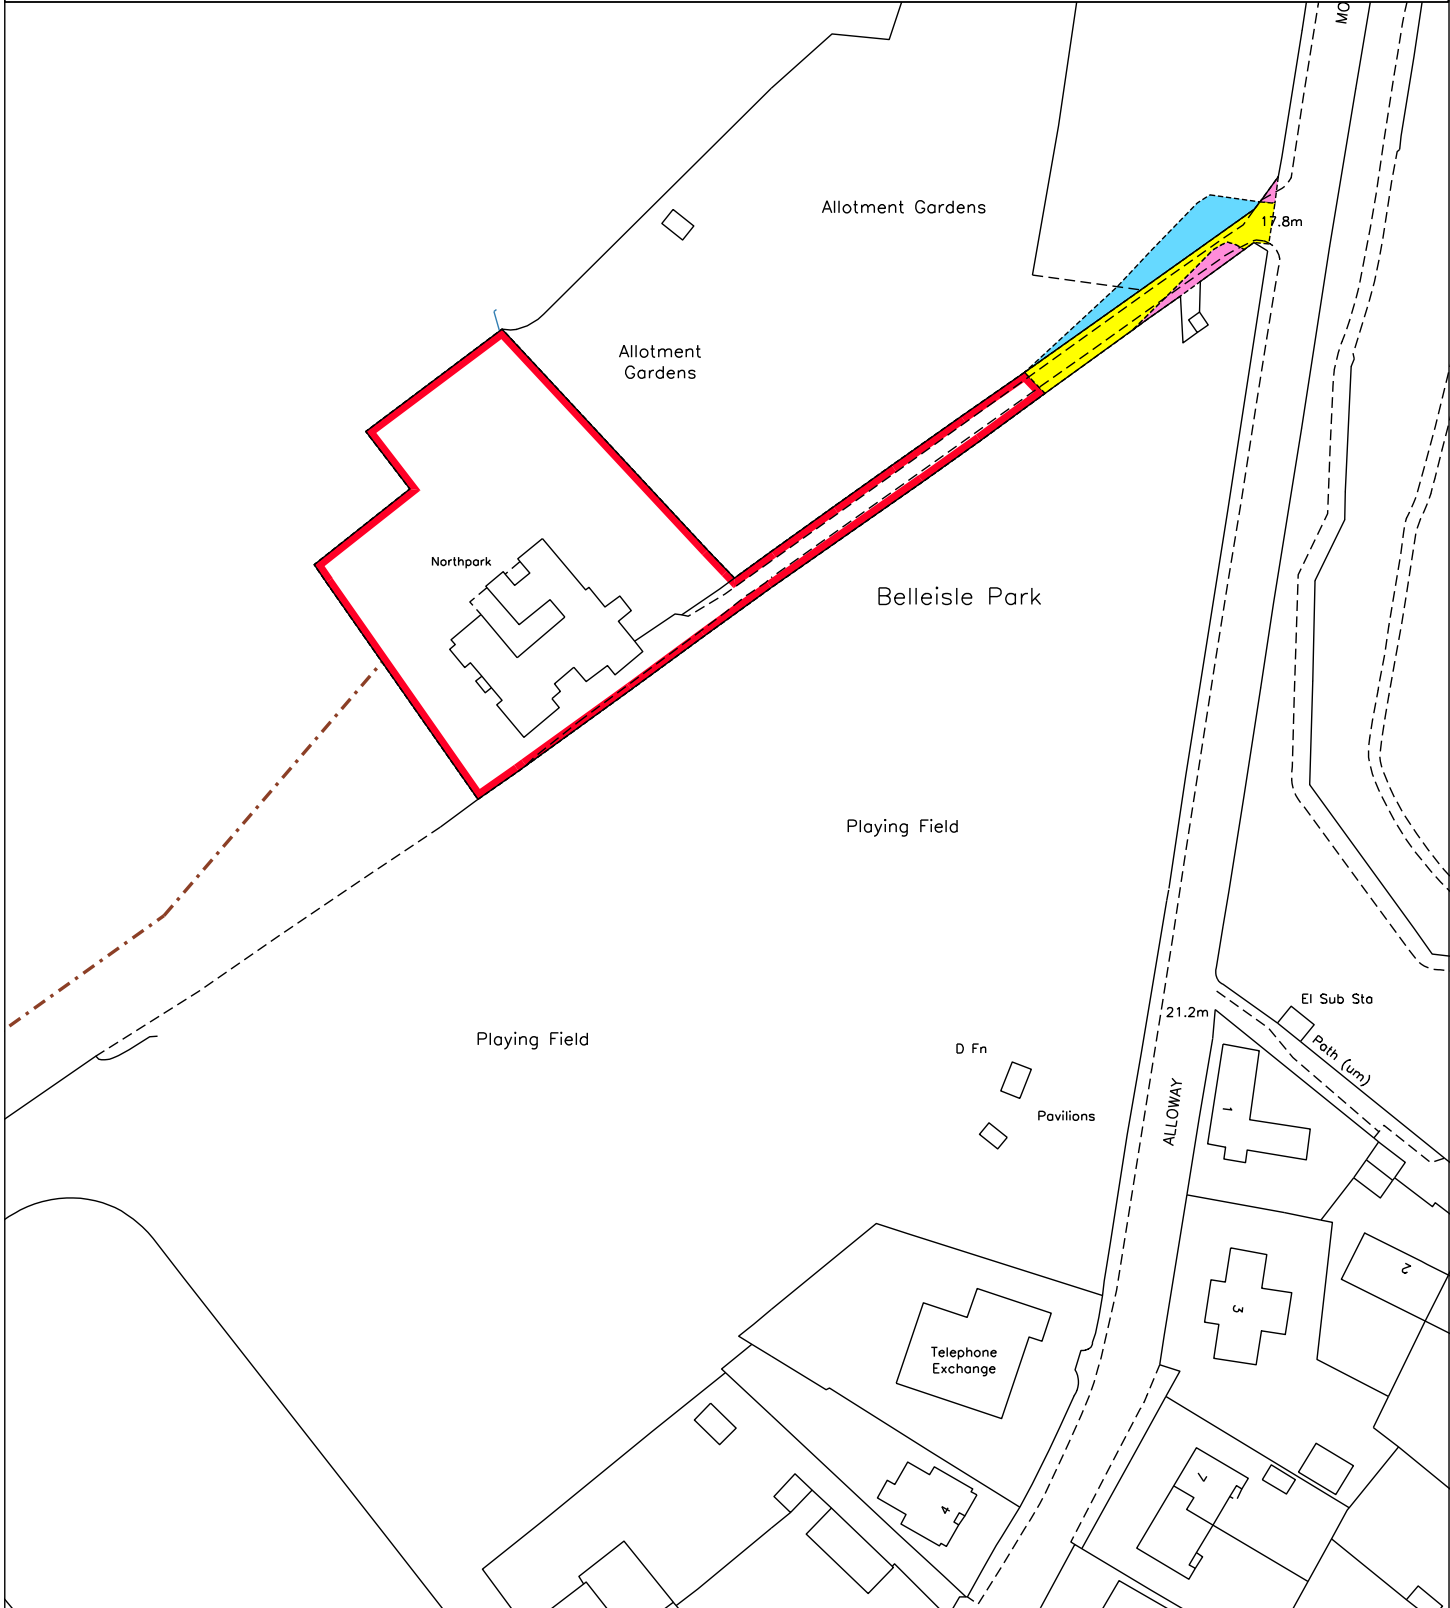 MO
Allotment Gardens
17.8m
Allotment
Gardens
Northpark
Belleisle Park
Playing Field
El Sub Sta
21.2m
Playing Field
D Fn
Path (um)
Pavilions
ALLOWAY
1
2
3
Telephone
Exchange
7
4